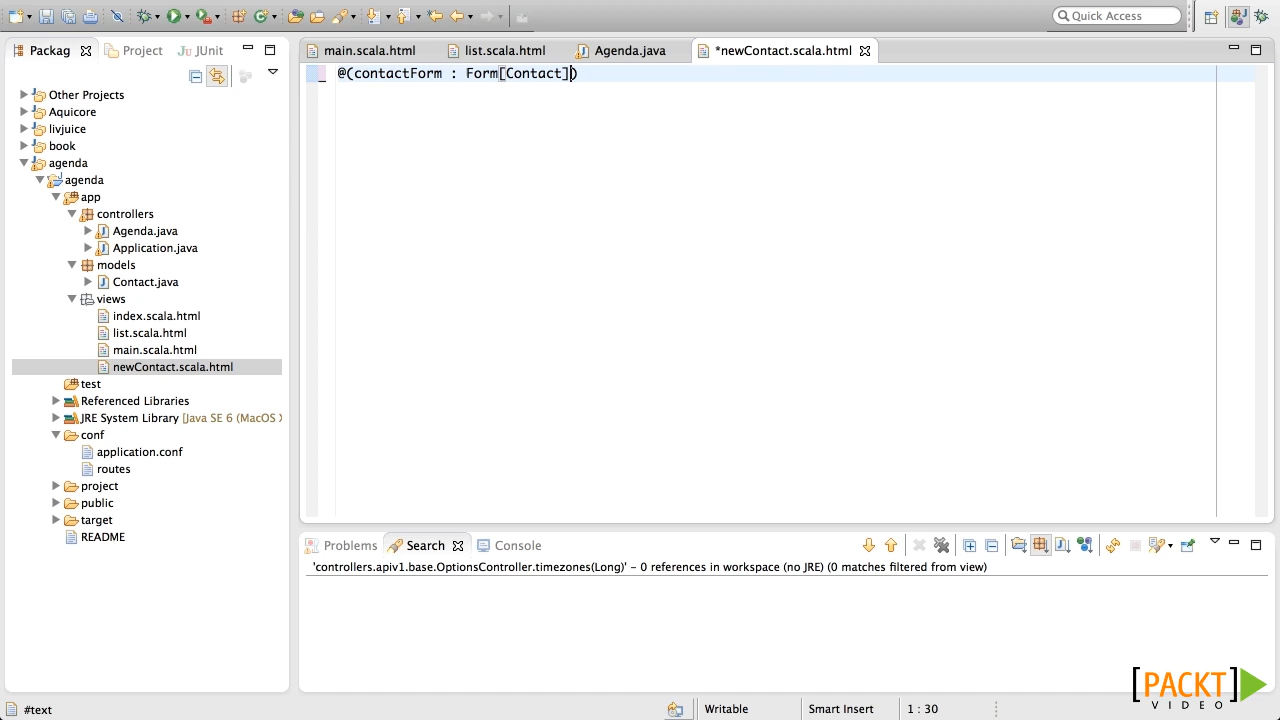 Quick Access
Packag
Project
JUnit
main.scala.html
list.scala.html
Agenda.java
*newContact.scala.html
@(contactForm : Form[Contact])
Other Projects
Aquicore
livjuice
book
agenda
agenda
app
controllers
Agenda.java
Application.java
models
Contact.java
views
index.scala.html
list.scala.html
main.scala.html
newContact.scala.html
test
Referenced Libraries
JRE System Library [Java SE 6 (MacOS
conf
application.conf
routes
project
public
target
README
Problems
Search
Console
'controllers.apiv1.base.OptionsController.timezones(Long)' – 0 references in workspace (no JRE) (0 matches filtered from view)
[PACKT]
VIDEO
#text
Writable
Smart Insert
1 : 30